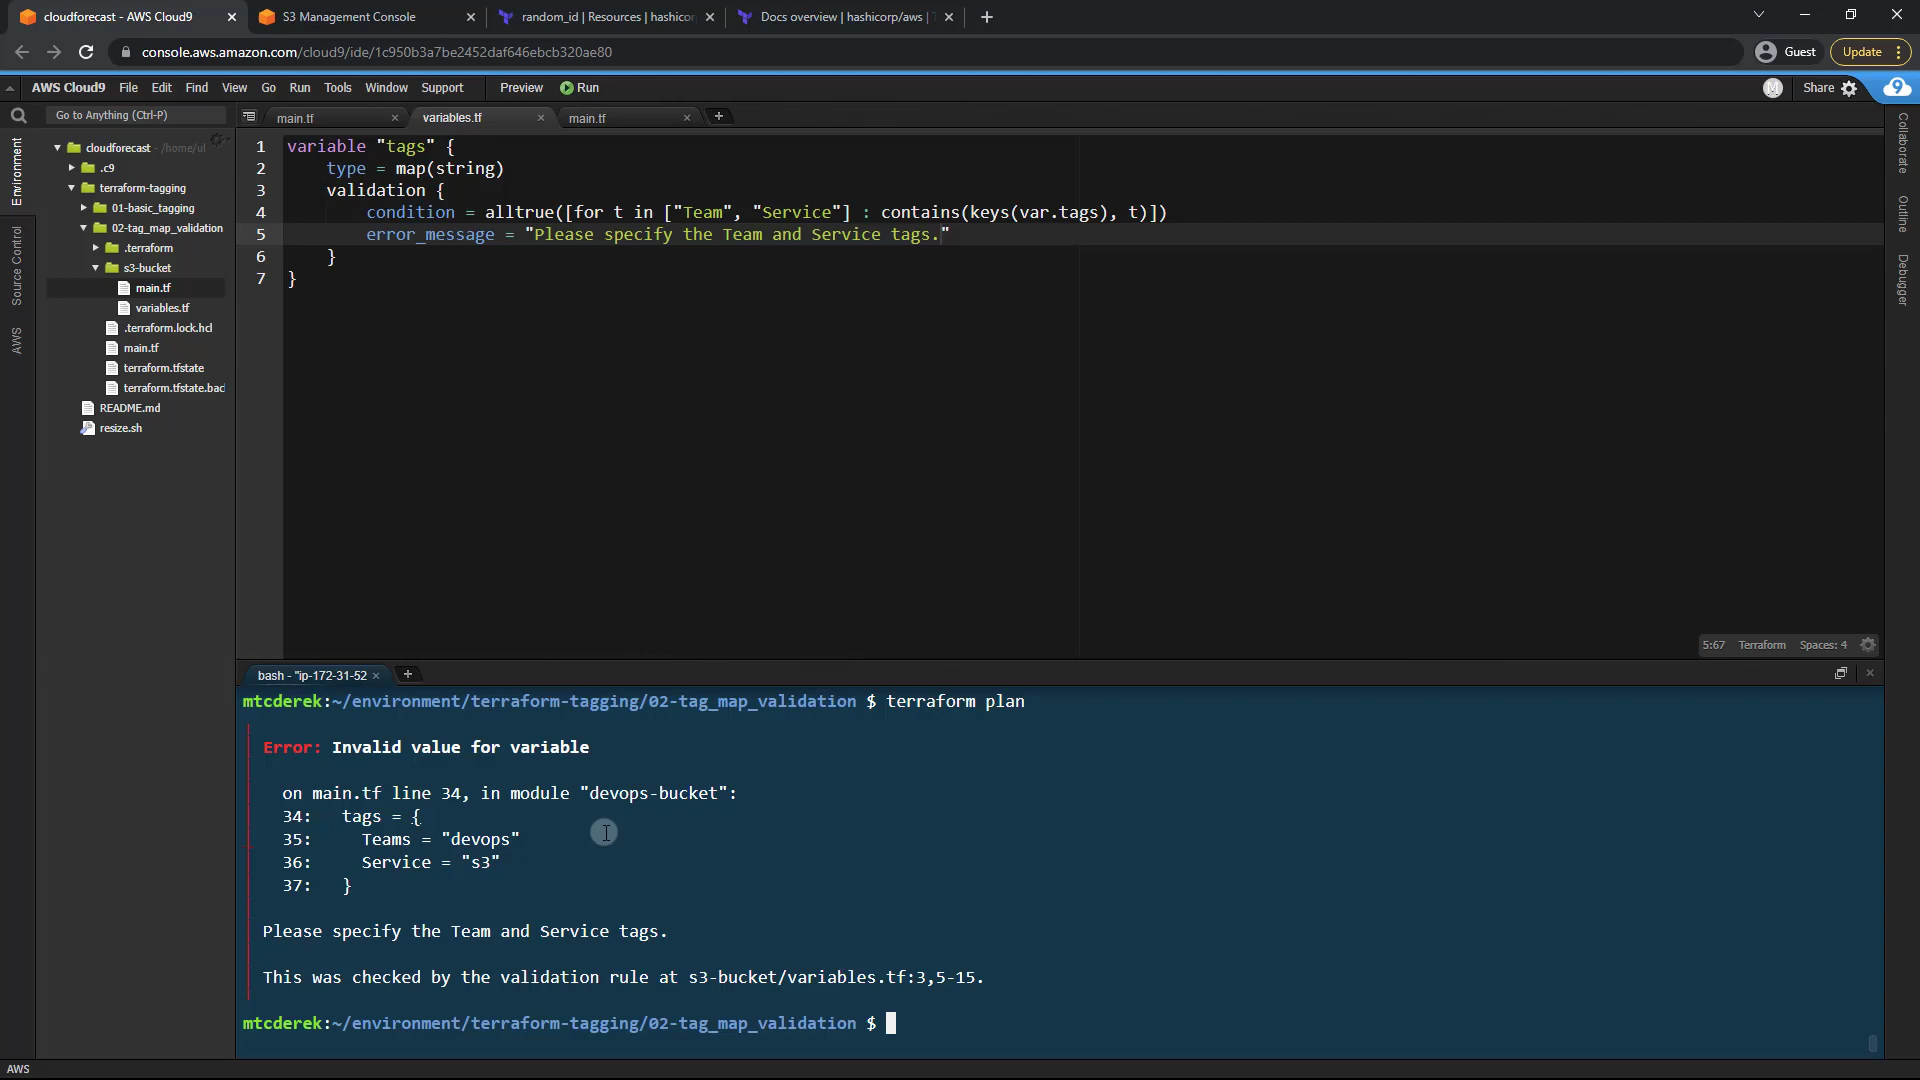 cloudforecast - AWS Cloud9
S3 Management Console
random_id | Resources | hashicor
Docs overview | hashicorp/aws | T
console.aws.amazon.com/cloud9/ide/1c950b3a7be2452daf646ebcb320ae80
Guest
Update
AWS Cloud9 File Edit Find View Go Run Tools Window Support Preview Run
M
Share
9
Go to Anything (Ctrl-P)
main.tf
variables.tf
main.tf
Environment
Source Control
AWS
cloudforecast - /home/ul
.c9
terraform-tagging
01-basic_tagging
02-tag_map_validation
.terraform
s3-bucket
main.tf
variables.tf
.terraform.lock.hcl
main.tf
terraform.tfstate
terraform.tfstate.bac
README.md
resize.sh
1 variable "tags" {
2 type = map(string)
3 validation {
4 condition = alltrue([for t in ["Team", "Service"] : contains(keys(var.tags), t)])
5 error_message = "Please specify the Team and Service tags."
6 }
7 }
Collaborate
Outline
Debugger
5:67 Terraform Spaces: 4
bash - "ip-172-31-52
mtcderek:~/environment/terraform-tagging/02-tag_map_validation $ terraform plan
Error: Invalid value for variable
on main.tf line 34, in module "devops-bucket":
34: tags = {
35: Teams = "devops"
36: Service = "s3"
37: }
Please specify the Team and Service tags.
This was checked by the validation rule at s3-bucket/variables.tf:3,5-15.
mtcderek:~/environment/terraform-tagging/02-tag_map_validation $
AWS